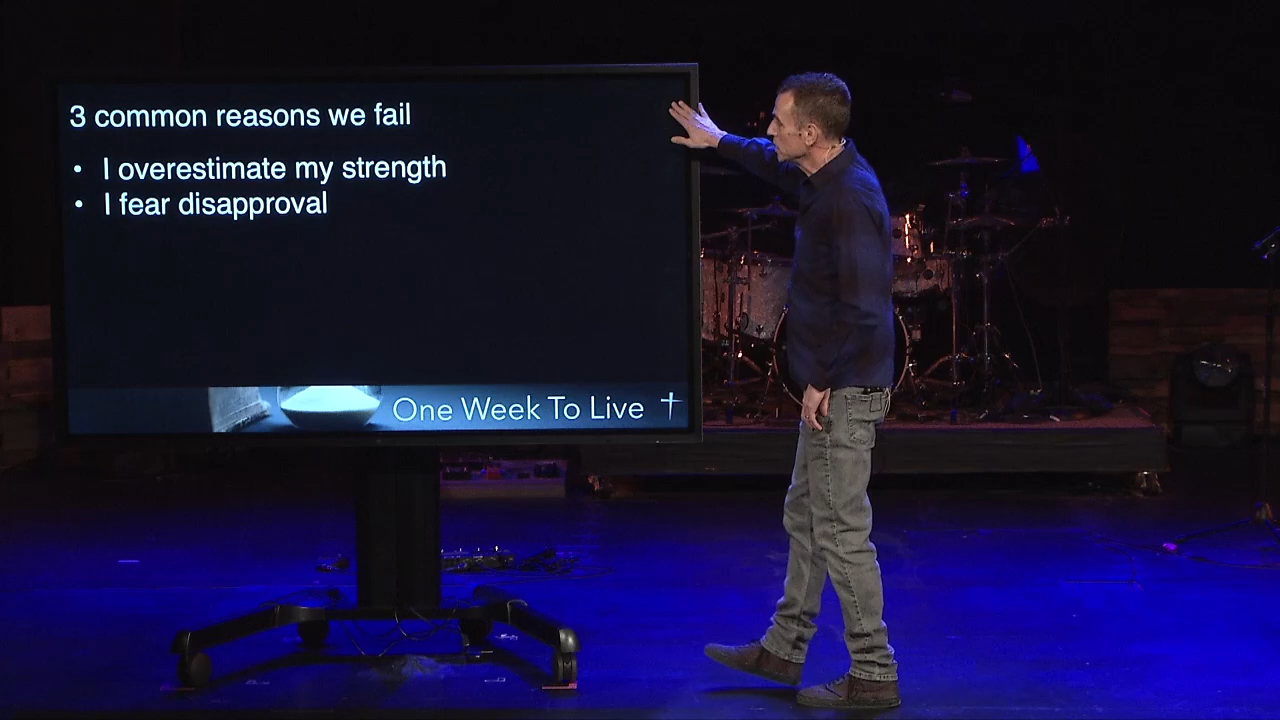 3 common reasons we fail
• I overestimate my strength
• I fear disapproval
One Week To Live